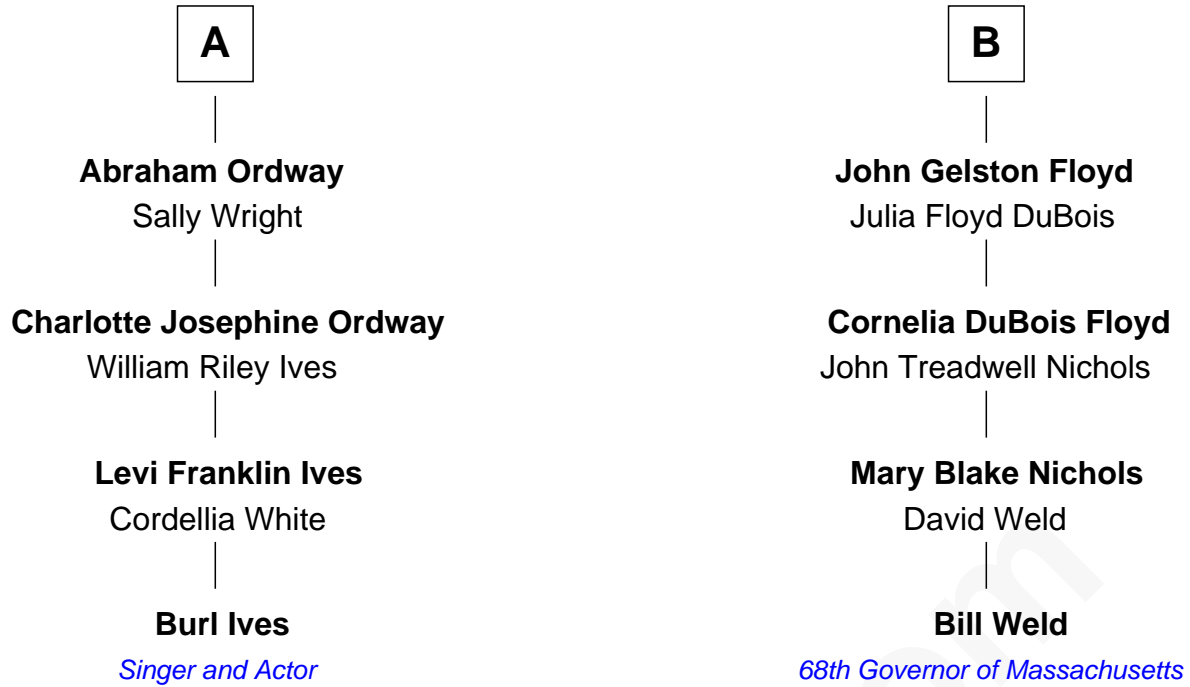 A
Abraham Ordway
Sally Wright
Charlotte Josephine Ordway
William Riley Ives
Levi Franklin Ives
Cordellia White
Burl Ives
Singer and Actor
B
John Gelston Floyd
Julia Floyd DuBois
Cornelia DuBois Floyd
John Treadwell Nichols
Mary Blake Nichols
David Weld
Bill Weld
68th Governor of Massachusetts